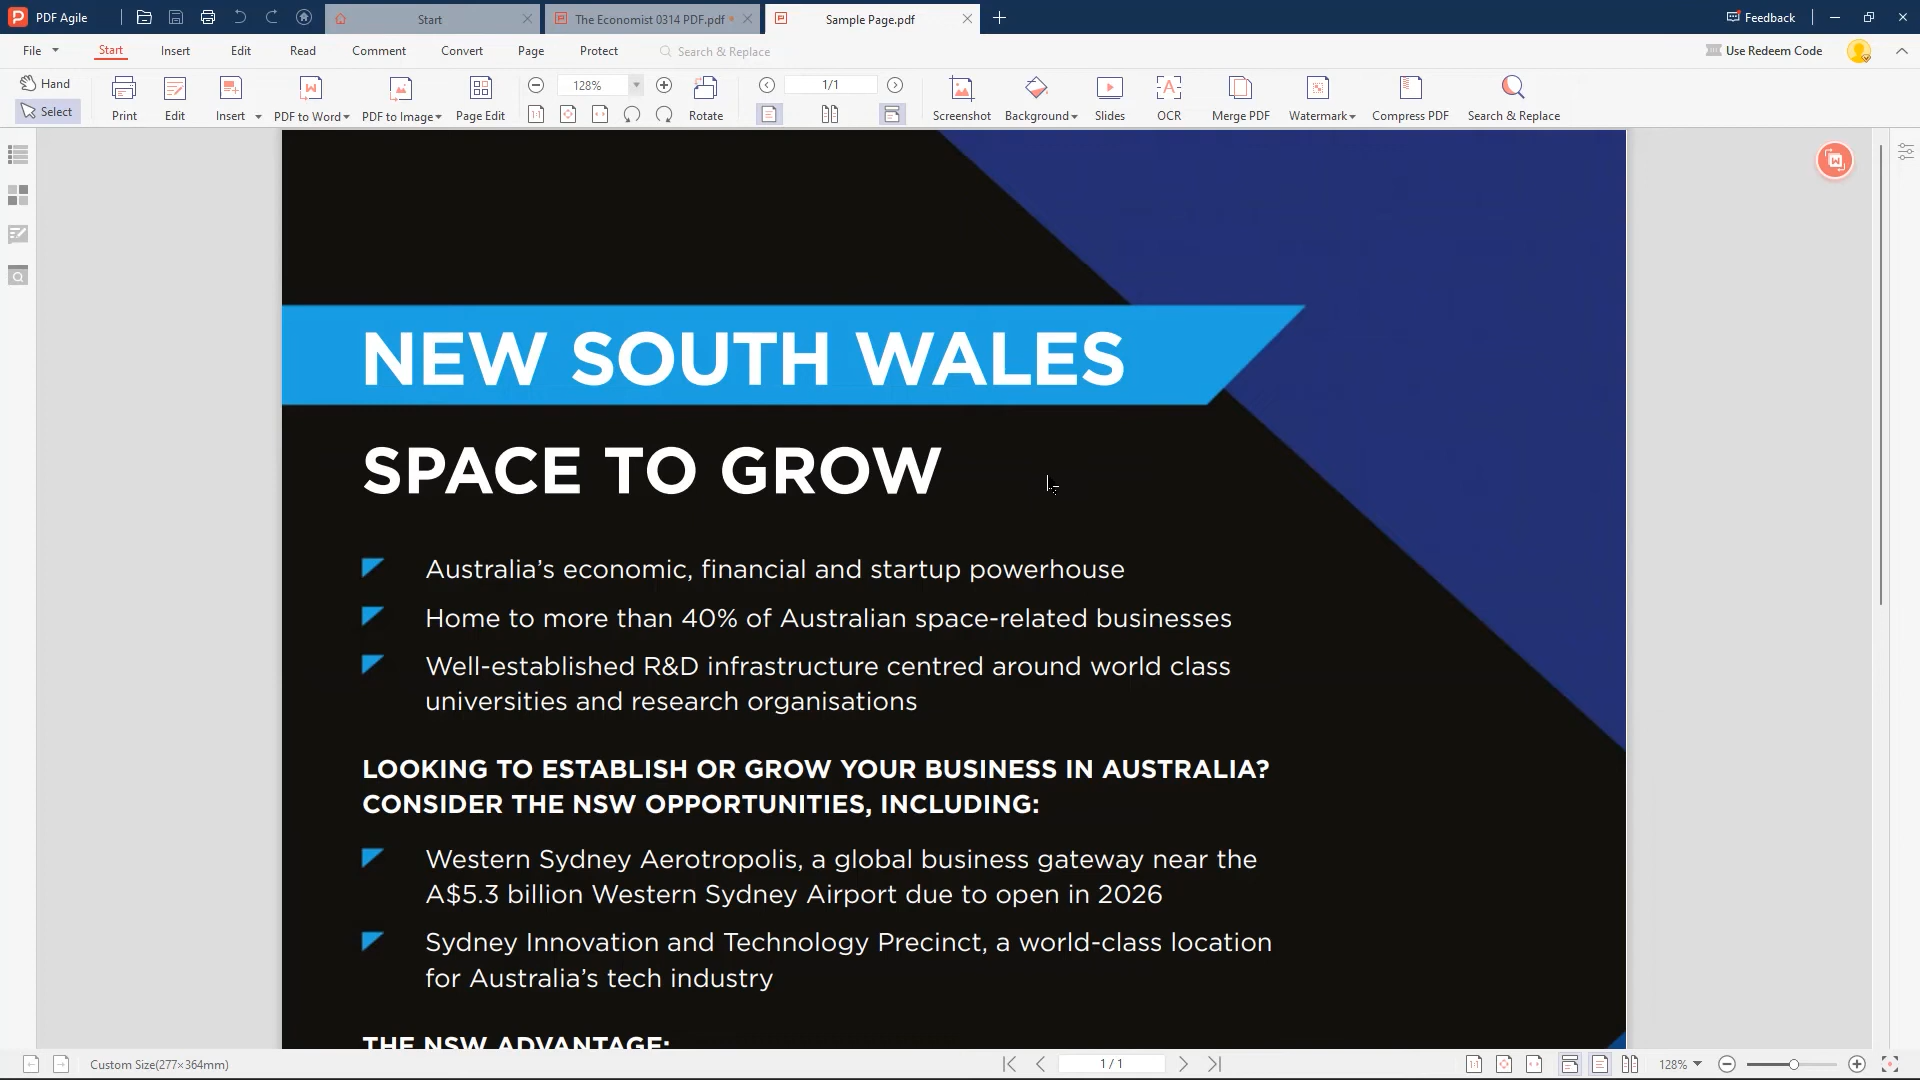 PDF Agile
Start
The Economist 0314 PDF.pdf
Sample Page.pdf
Feedback
File Start Insert Edit Read Comment Convert Page Protect Search & Replace
Use Redeem Code
Hand
Select
Print
Edit
Insert
PDF to Word
PDF to Image
Page Edit
128%
Rotate
1/1
Screenshot
Background
Slides
OCR
Merge PDF
Watermark
Compress PDF
Search & Replace
NEW SOUTH WALES
SPACE TO GROW
Australia’s economic, financial and startup powerhouse
Home to more than 40% of Australian space-related businesses
Well-established R&D infrastructure centred around world class
universities and research organisations
LOOKING TO ESTABLISH OR GROW YOUR BUSINESS IN AUSTRALIA?
CONSIDER THE NSW OPPORTUNITIES, INCLUDING:
Western Sydney Aerotropolis, a global business gateway near the
A$5.3 billion Western Sydney Airport due to open in 2026
Sydney Innovation and Technology Precinct, a world-class location
for Australia’s tech industry
THE NSW ADVANTAGE:
Custom Size(277×364mm)
1 / 1
128%